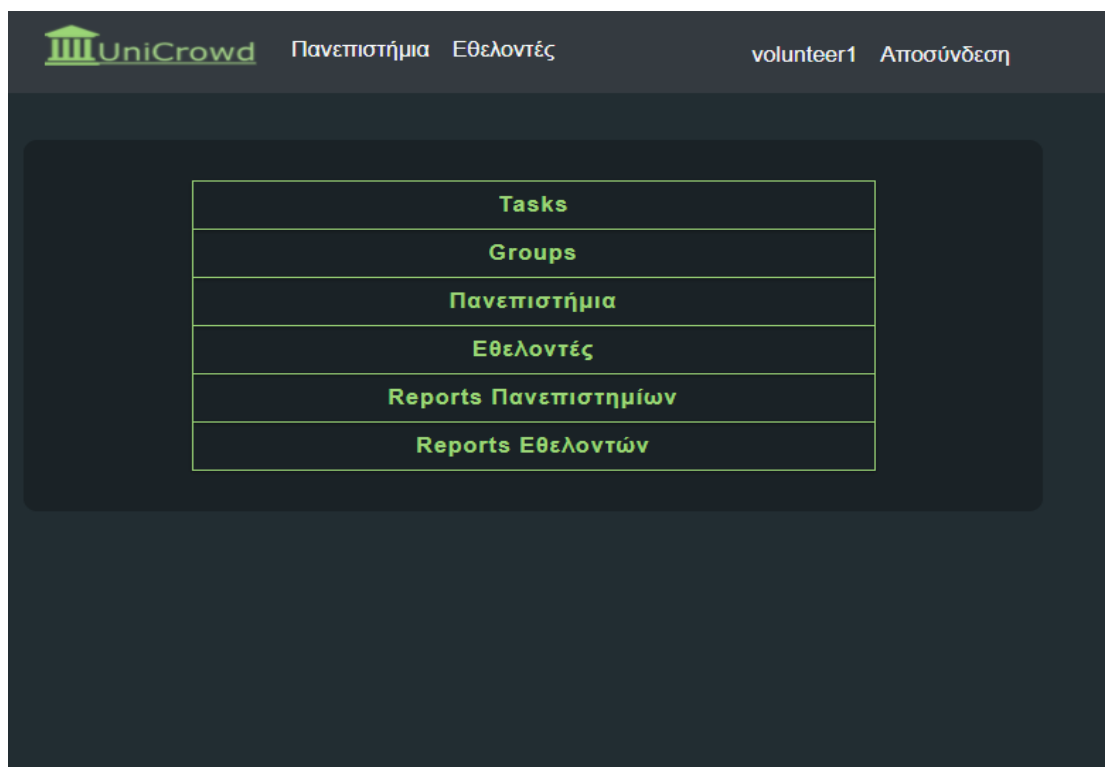 UniCrowd Πανεπιστήμια Εθελοντές volunteer1 Αποσύνδεση
Tasks
Groups
Πανεπιστήμια
Εθελοντές
Reports Πανεπιστημίων
Reports Εθελοντών